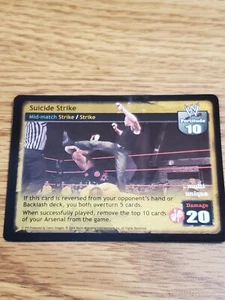 Suicide Strike
Mid-match Strike / Strike
Fortitude
10
multi
unique
If this card is reversed from your opponent's hand or
Backlash deck, you both overturn 5 cards.
When successfully played, remove the top 10 cards
of your Arsenal from the game.
Damage
20